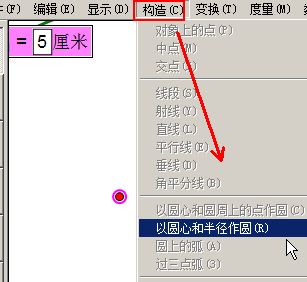 编辑(E) 显示(D) 构造(C) 变换(T) 度量(M)
= 5 厘米
对象上的点(P)
中点(M)
交点(I)
线段(S)
射线(Y)
直线(L)
平行线(E)
垂线(D)
角平分线(B)
以圆心和圆周上的点作圆(C)
以圆心和半径作圆(R)
圆上的弧(A)
过三点弧(3)